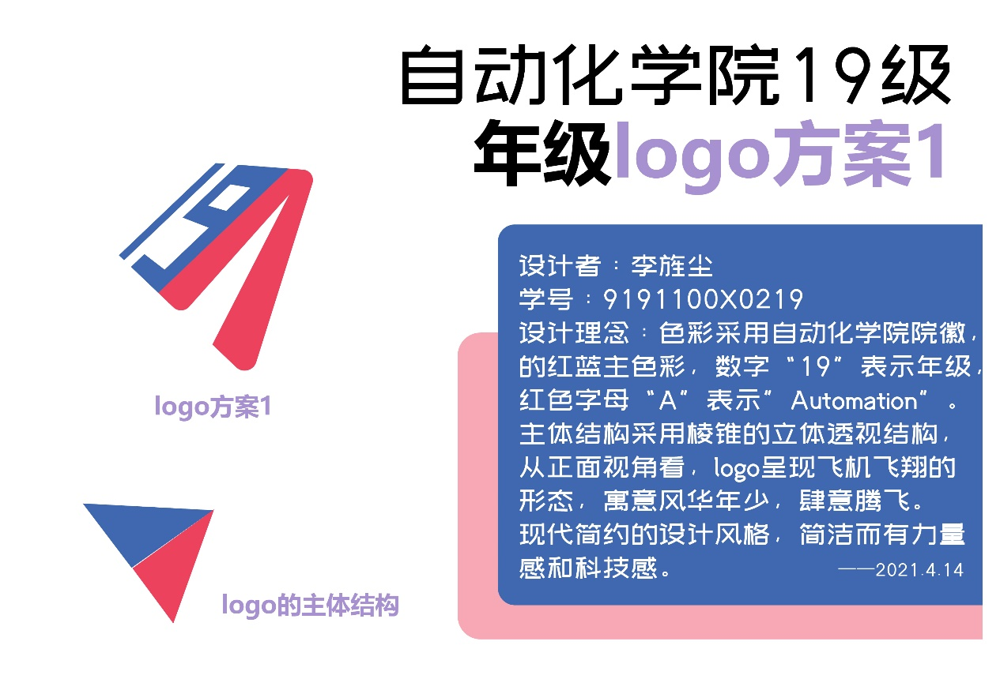 自动化学院19级
年级logo方案1
设计者：李旌尘
学号：9191100X0219
设计理念：色彩采用自动化学院院徽，
的红蓝主色彩，数字“19”表示年级，
红色字母“A”表示”Automation”。
主体结构采用棱锥的立体透视结构，
从正面视角看，logo呈现飞机飞翔的
形态，寓意风华年少，肆意腾飞。
现代简约的设计风格，简洁而有力量
感和科技感。 ——2021.4.14
logo方案1
logo的主体结构